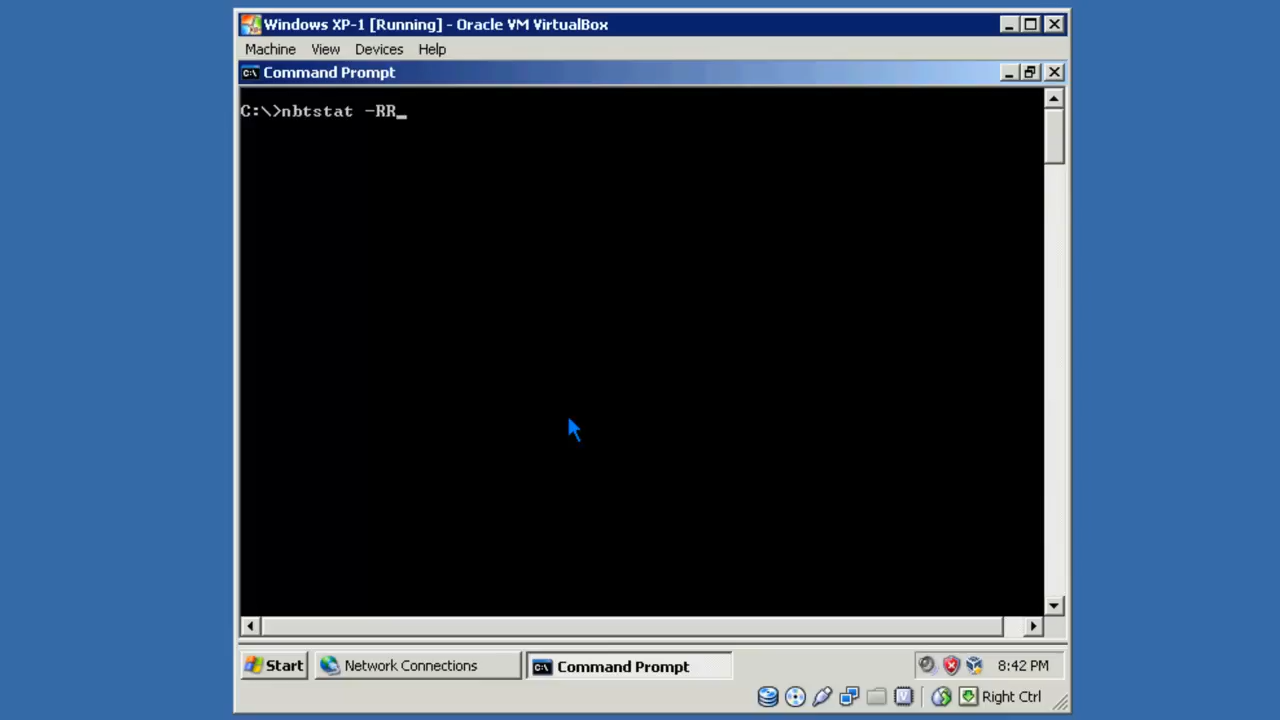 Windows XP-1 [Running] - Oracle VM VirtualBox
Machine View Devices Help
Command Prompt
C:\>nbtstat -RR_
Start Network Connections Command Prompt 8:42 PM
Right Ctrl